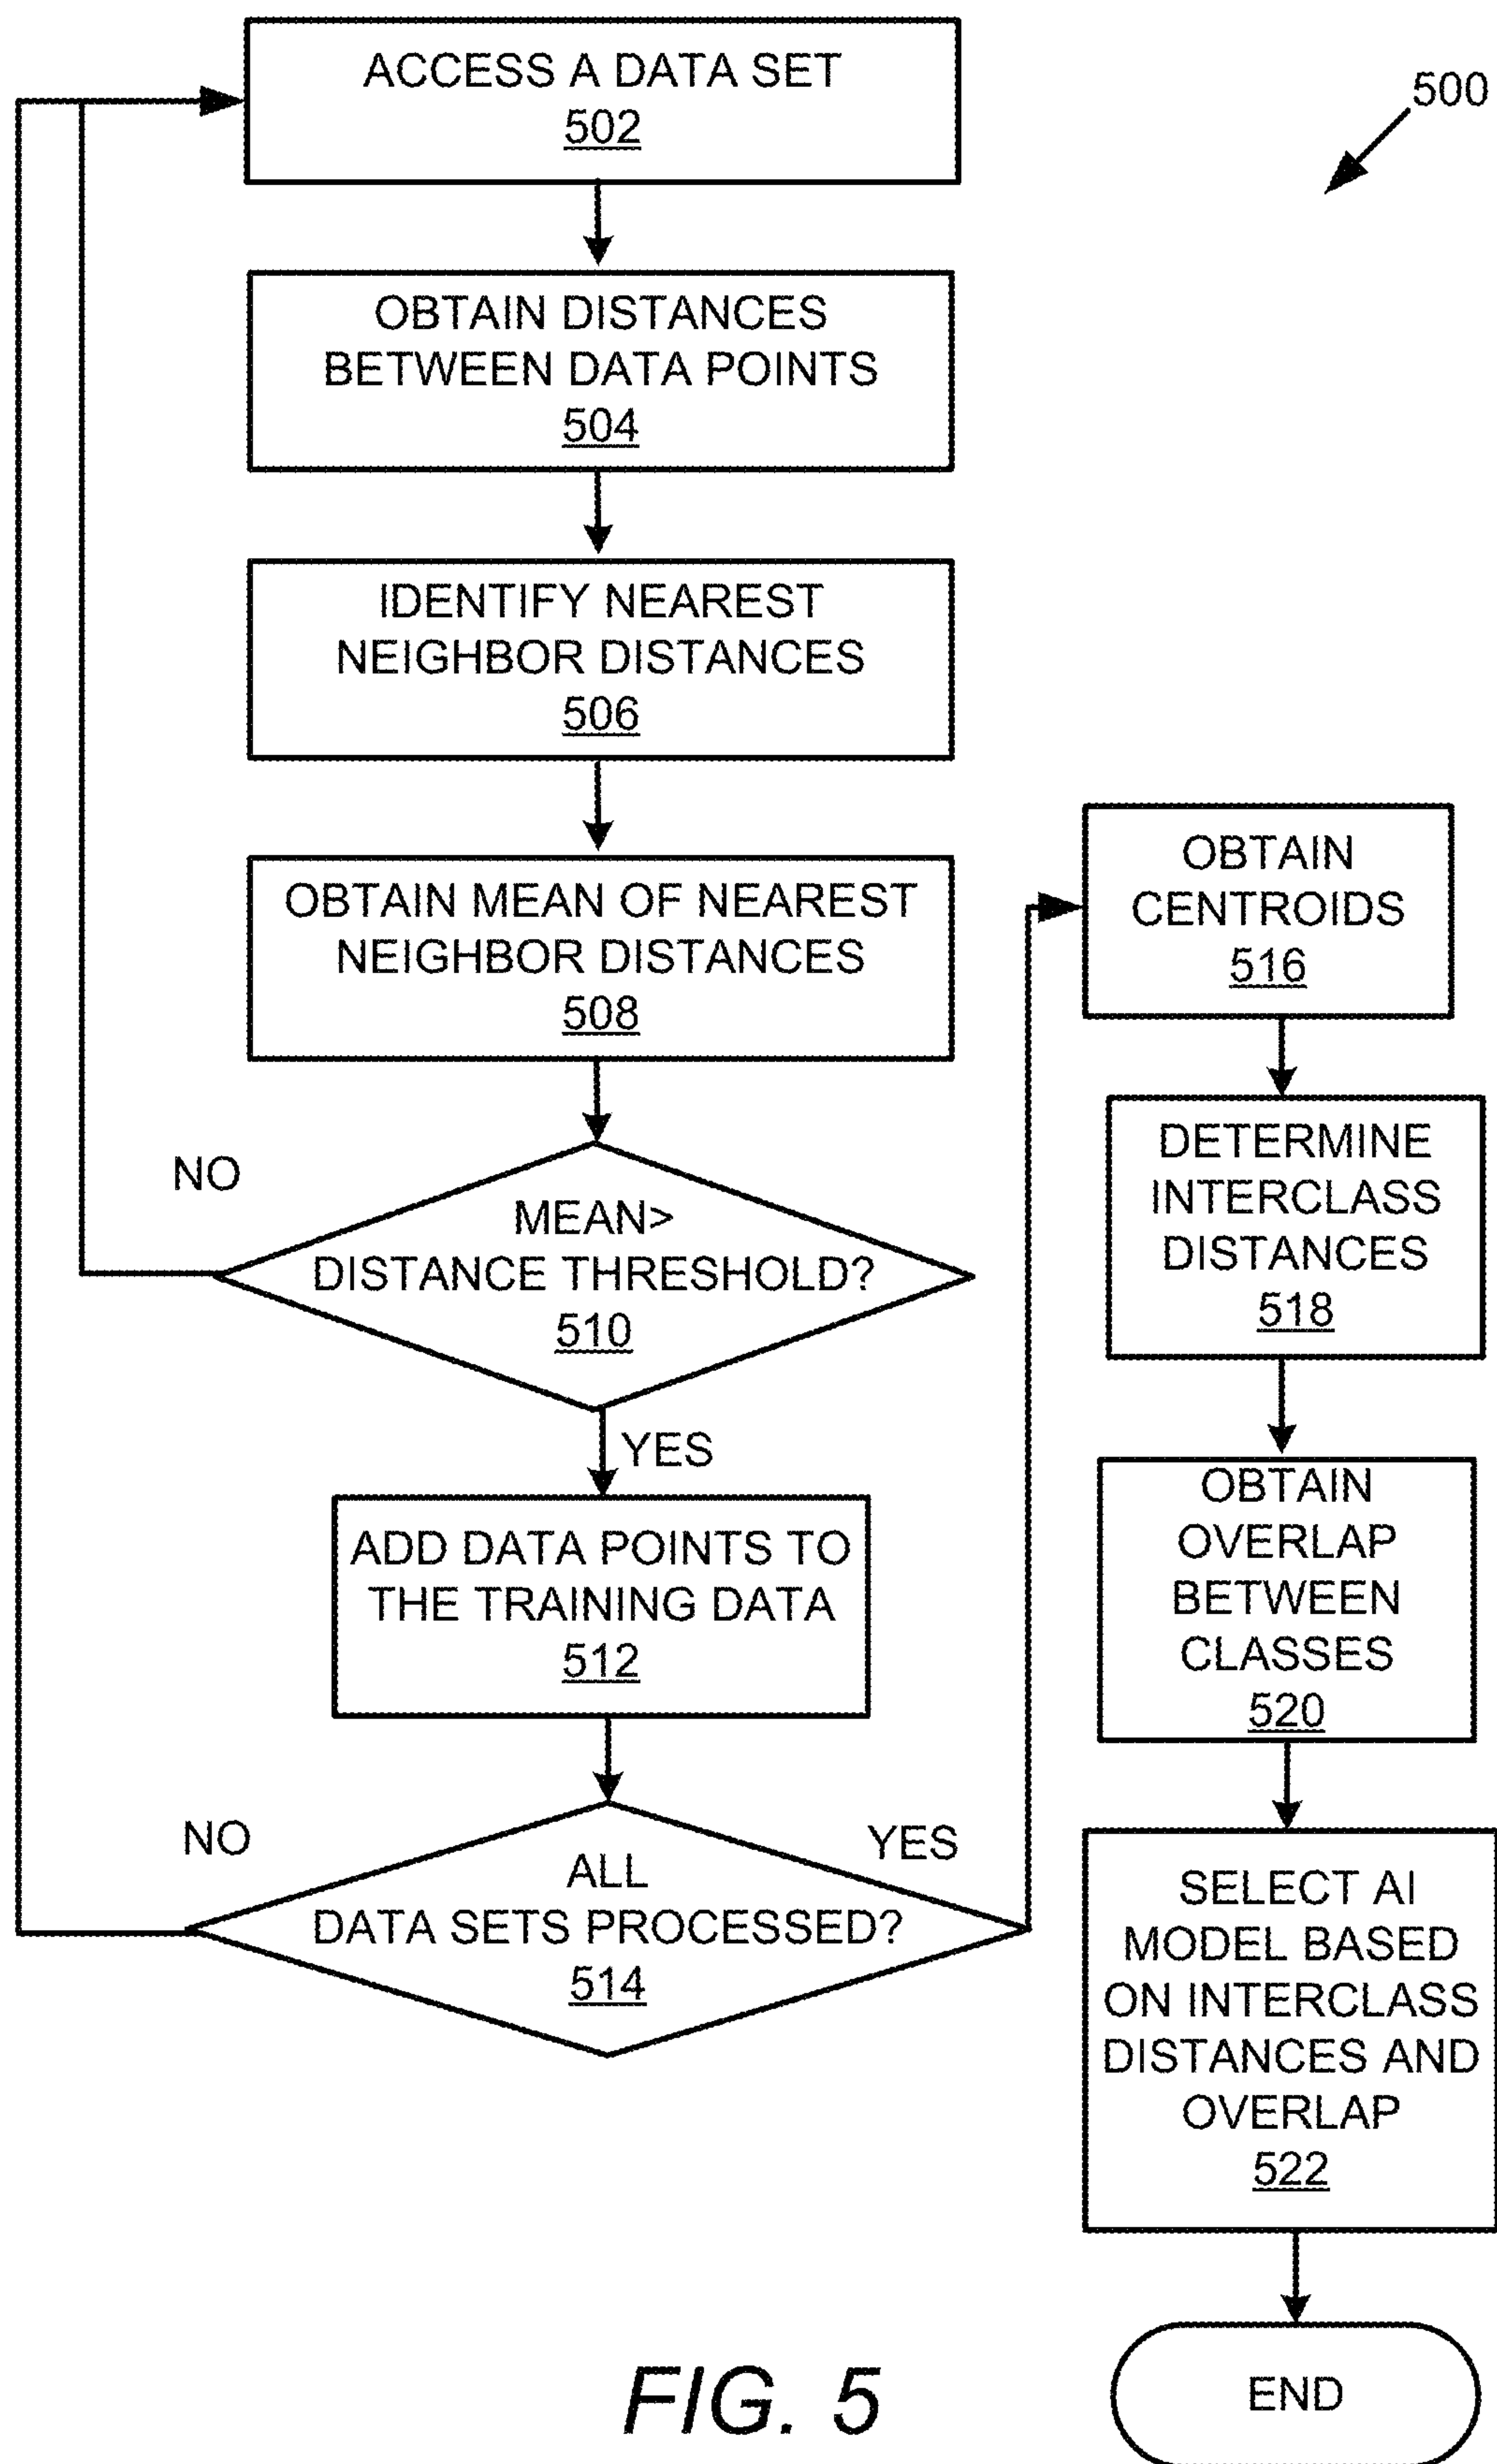 ACCESS A DATA SET
502
500
OBTAIN DISTANCES
BETWEEN DATA POINTS
504
IDENTIFY NEAREST
NEIGHBOR DISTANCES
506
OBTAIN MEAN OF NEAREST
NEIGHBOR DISTANCES
508
NO
MEAN>
DISTANCE THRESHOLD?
510
YES
ADD DATA POINTS TO
THE TRAINING DATA
512
NO
YES
ALL
DATA SETS PROCESSED?
514
OBTAIN
CENTROIDS
516
DETERMINE
INTERCLASS
DISTANCES
518
OBTAIN
OVERLAP
BETWEEN
CLASSES
520
SELECT AI
MODEL BASED
ON INTERCLASS
DISTANCES AND
OVERLAP
522
END
FIG. 5